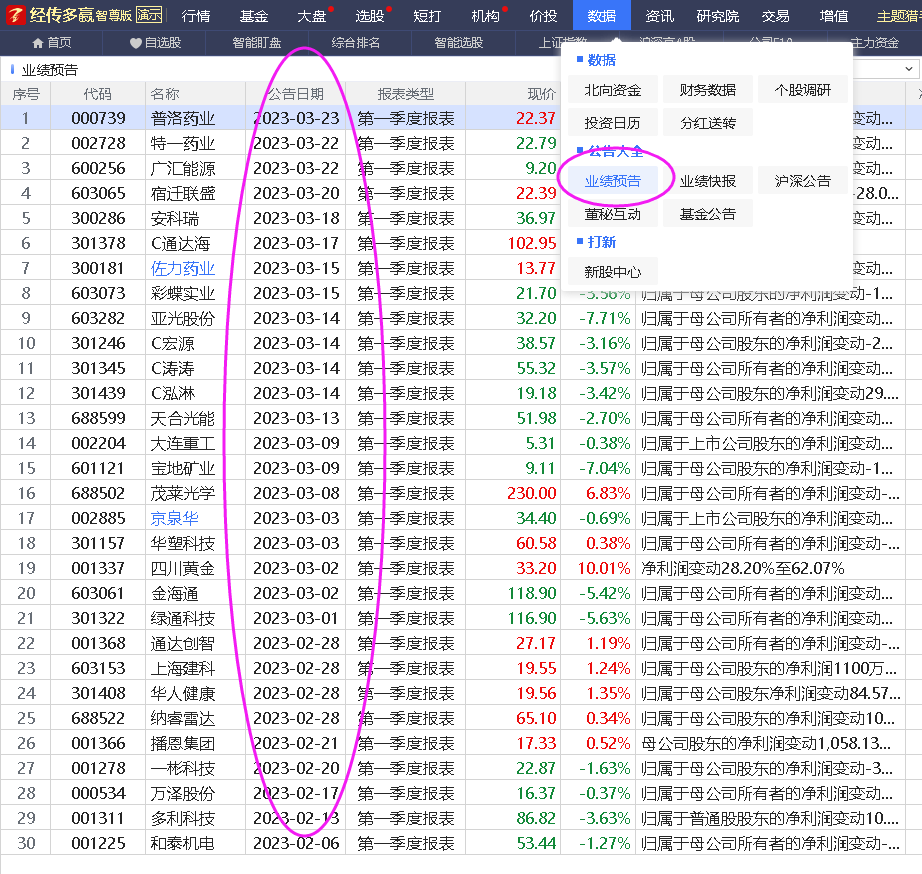 经传多赢 智尊版 演示 行情 基金 大盘 选股 短打 机构 价投 数据 资讯 研究院 交易 增值 主题猎
首页 自选股 智能盯盘 综合排名 智能选股 上证指数 沪深京A股 公司510 主力资金
业绩预告
数据
北向资金 财务数据 个股调研
投资日历 分红送转
公告大全
业绩预告 业绩快报 沪深公告
董秘互动 基金公告
打新
新股中心
序号 代码 名称 公告日期 报表类型 现价
1 000739 普洛药业 2023-03-23 第一季度报表 22.37 变动...
2 002728 特一药业 2023-03-22 第一季度报表 22.79 变动...
3 600256 广汇能源 2023-03-22 第一季度报表 9.20 变动...
4 603065 宿迁联盛 2023-03-20 第一季度报表 22.39 -28.0...
5 300286 安科瑞 2023-03-18 第一季度报表 36.97 变动...
6 301378 C通达海 2023-03-17 第一季度报表 102.95
7 300181 佐力药业 2023-03-15 第一季度报表 13.77 变动...
8 603073 彩蝶实业 2023-03-15 第一季度报表 21.70 -3.56% 归属于母公司股东的净利润变动-1...
9 603282 亚光股份 2023-03-14 第一季度报表 32.20 -7.71% 归属于母公司所有者的净利润变动...
10 301246 C宏源 2023-03-14 第一季度报表 38.57 -3.16% 归属于母公司股东的净利润变动-2...
11 301345 C涛涛 2023-03-14 第一季度报表 55.32 -3.57% 归属于母公司所有者的净利润变动...
12 301439 C泓淋 2023-03-14 第一季度报表 19.18 -3.42% 归属于母公司股东的净利润变动29....
13 688599 天合光能 2023-03-13 第一季度报表 51.98 -2.70% 归属于母公司所有者的净利润变动...
14 002204 大连重工 2023-03-09 第一季度报表 5.31 -0.38% 归属于上市公司股东的净利润变动...
15 601121 宝地矿业 2023-03-09 第一季度报表 9.11 -7.04% 归属于母公司股东的净利润变动-1...
16 688502 茂莱光学 2023-03-08 第一季度报表 230.00 6.83% 归属于母公司所有者的净利润变动-...
17 002885 京泉华 2023-03-03 第一季度报表 34.40 -0.69% 归属于上市公司股东的净利润变动...
18 301157 华塑科技 2023-03-03 第一季度报表 60.58 0.38% 归属于母公司所有者的净利润变动-...
19 001337 四川黄金 2023-03-02 第一季度报表 33.20 10.01% 净利润变动28.20%至62.07%
20 603061 金海通 2023-03-02 第一季度报表 118.90 -5.42% 归属于母公司所有者的净利润变动...
21 301322 绿通科技 2023-03-01 第一季度报表 116.90 -5.63% 归属于母公司所有者的净利润变动...
22 001368 通达创智 2023-02-28 第一季度报表 27.17 1.19% 归属于母公司所有者的净利润变动...
23 603153 上海建科 2023-02-28 第一季度报表 19.55 1.24% 归属于母公司股东的净利润1100万...
24 301408 华人健康 2023-02-28 第一季度报表 19.56 1.35% 归属于母公司股东净利润变动84.57...
25 688522 纳睿雷达 2023-02-28 第一季度报表 65.10 0.34% 归属于母公司股东的净利润变动10...
26 001366 播恩集团 2023-02-21 第一季度报表 17.33 0.52% 母公司股东的净利润变动1,058.13...
27 001278 一彬科技 2023-02-20 第一季度报表 22.87 -1.63% 归属于母公司股东的净利润变动-3...
28 000534 万泽股份 2023-02-17 第一季度报表 16.37 -0.37% 归属于母公司所有者的净利润变动...
29 001311 多利科技 2023-02-13 第一季度报表 86.82 -3.63% 归属于普通股股东的净利润变动10....
30 001225 和泰机电 2023-02-06 第一季度报表 53.44 -1.27% 归属于母公司所有者的净利润变动...